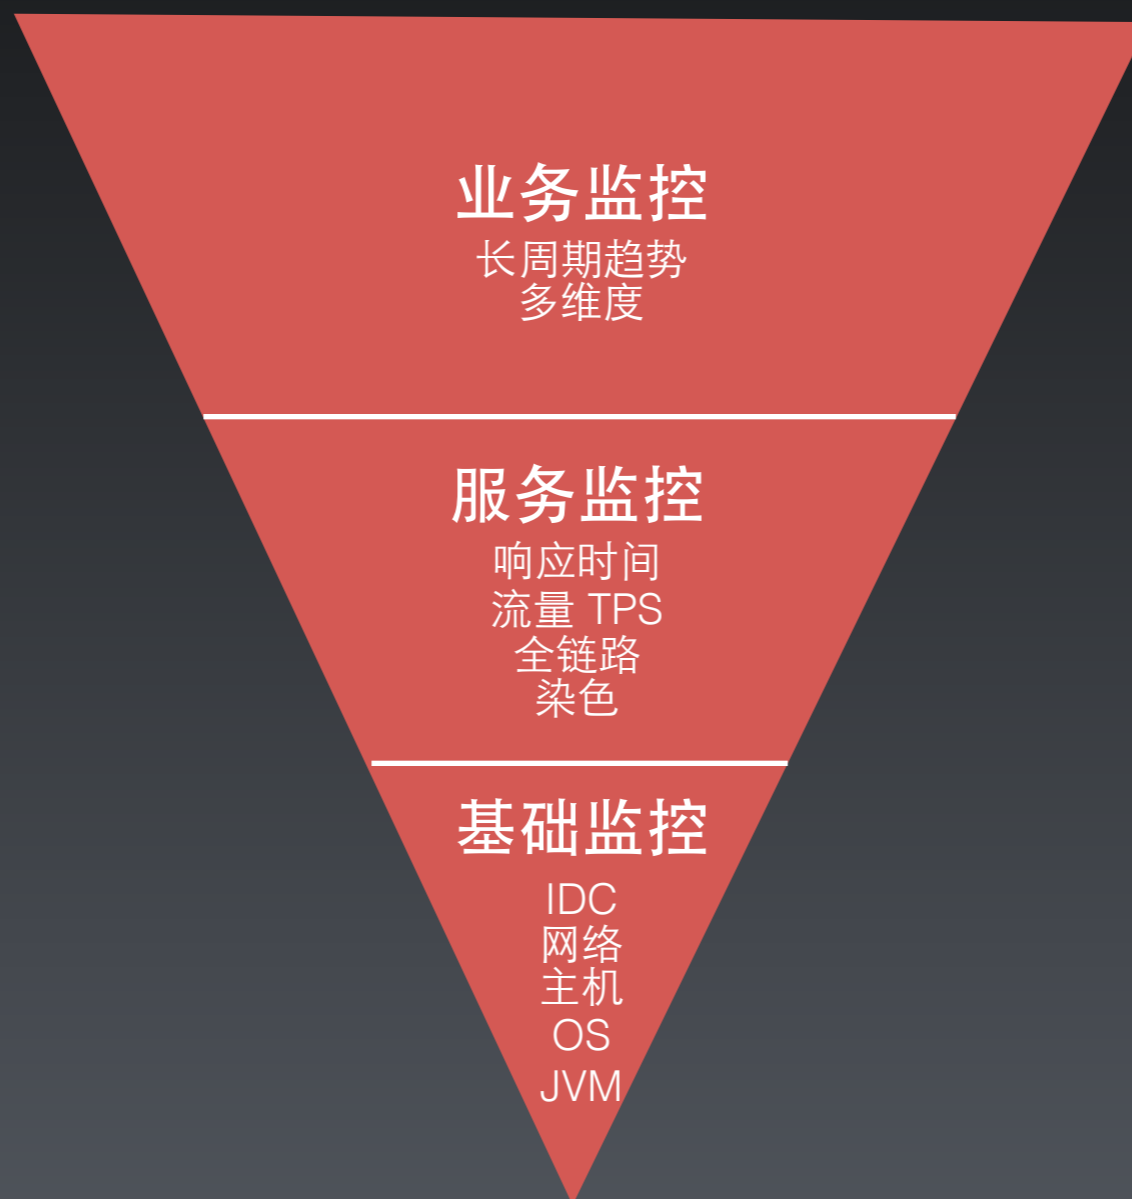 业务监控
长周期趋势
多维度
服务监控
响应时间
流量 TPS
全链路
染色
基础监控
IDC
网络
主机
OS
JVM